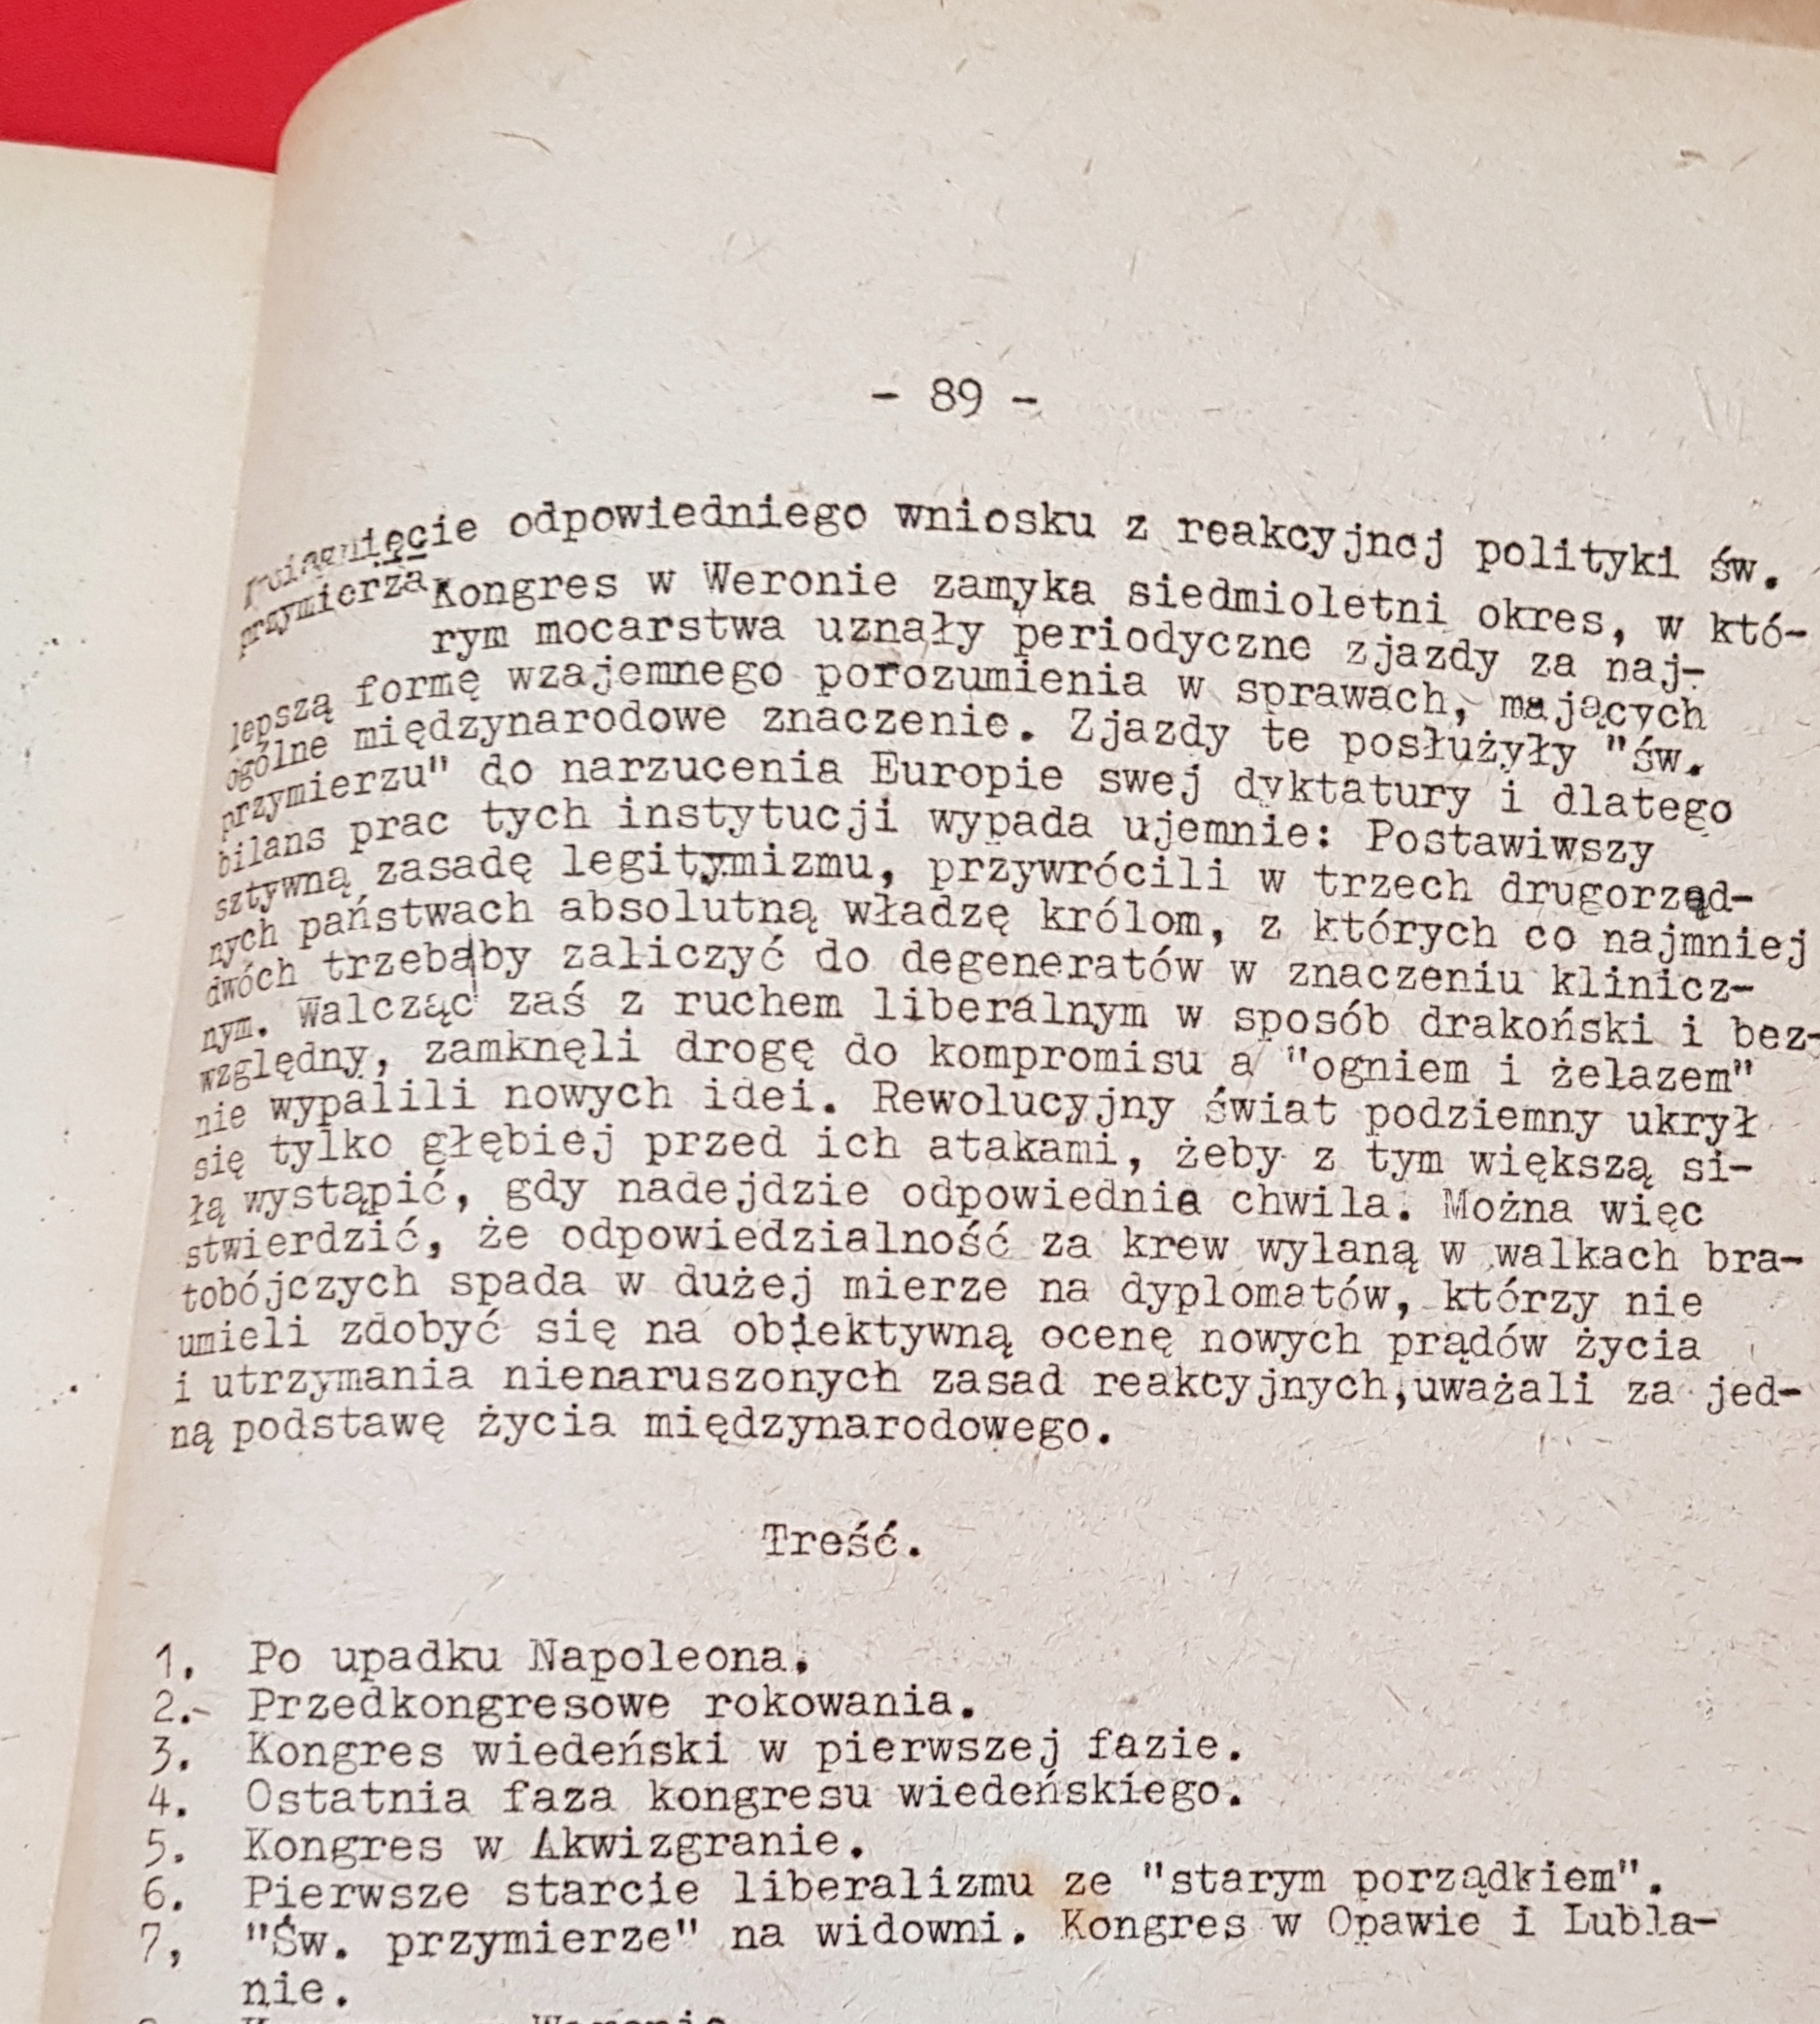 - 89 -
odpowiedniego wniosku z reakcyjnej polityki św.
przymierza.
Kongres w Weronie zamyka siedmioletni okres, w któ-
rym mocarstwa uznały periodyczne zjazdy za naj-
lepszą formę wzajemnego porozumienia w sprawach, mających
ogólne międzynarodowe znaczenie. Zjazdy te posłużyły "św.
przymierzu" do narzucenia Europie swej dyktatury i dlatego
bilans prac tych instytucji wypada ujemnie: Postawiwszy
sztywną zasadę legitymizmu, przywrócili w trzech drugorzęd-
nych państwach absolutną władzę królom, z których co najmniej
dwóch trzebaby zaliczyć do degeneratów w znaczeniu klinicz-
nym. Walcząc zaś z ruchem liberalnym w sposób drakoński i bez-
względny, zamknęli drogę do kompromisu a "ogniem i żelazem"
nie wypalili nowych idei. Rewolucyjny świat podziemny ukrył
się tylko głębiej przed ich atakami, żeby z tym większą si-
łą wystąpić, gdy nadejdzie odpowiednia chwila. Można więc
stwierdzić, że odpowiedzialność za krew wylaną w walkach bra-
tobójczych spada w dużej mierze na dyplomatów, którzy nie
umieli zdobyć się na obiektywną ocenę nowych prądów życia
i utrzymania nienaruszonych zasad reakcyjnych,uważali za jed-
ną podstawę życia międzynarodowego.
Treść.
1. Po upadku Napoleona.
2.- Przedkongresowe rokowania.
3. Kongres wiedeński w pierwszej fazie.
4. Ostatnia faza kongresu wiedeńskiego.
5. Kongres w Akwizgranie.
6. Pierwsze starcie liberalizmu ze "starym porządkiem".
7, "Św. przymierze" na widowni. Kongres w Opawie i Lubla-
nie.